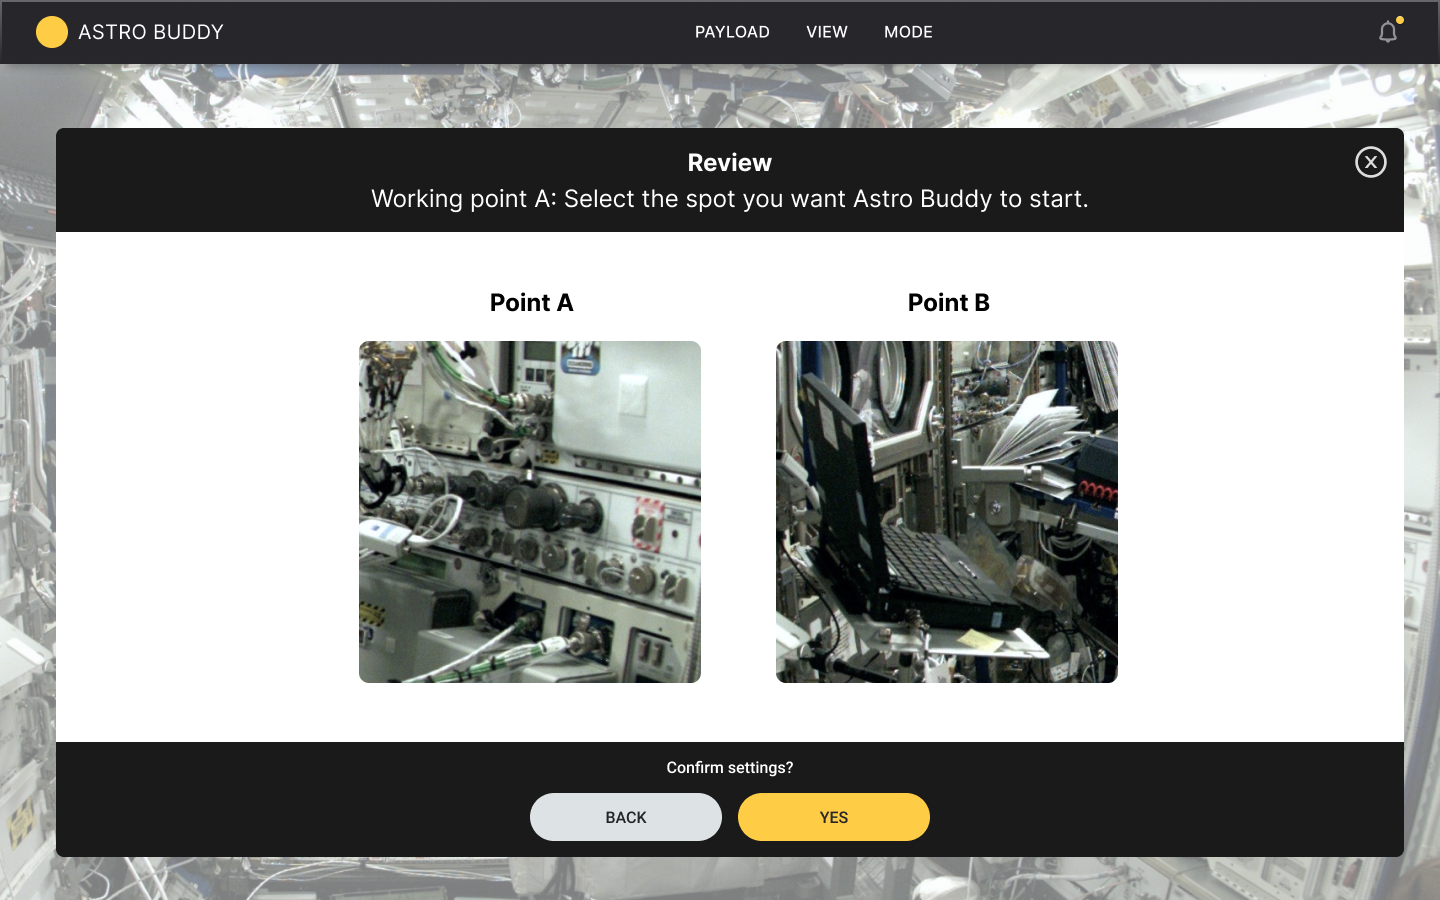 ASTRO BUDDY
PAYLOAD VIEW MODE
Review
Working point A: Select the spot you want Astro Buddy to start.
X
Point A
Point B
Confirm settings?
BACK
YES